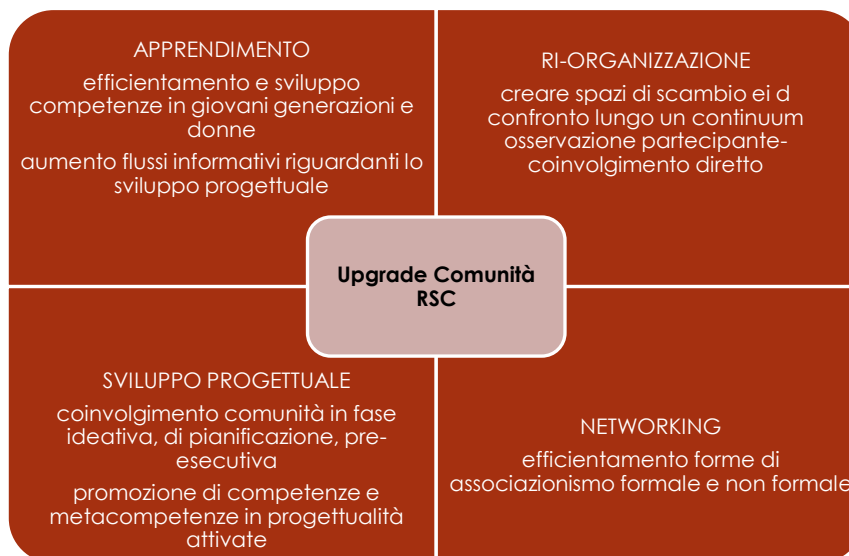 APPRENDIMENTO
efficientamento e sviluppo
competenze in giovani generazioni e
donne
aumento flussi informativi riguardanti lo
sviluppo progettuale
RI-ORGANIZZAZIONE
creare spazi di scambio ei d
confronto lungo un continuum
osservazione partecipante-
coinvolgimento diretto
Upgrade Comunità
RSC
SVILUPPO PROGETTUALE
coinvolgimento comunità in fase
ideativa, di pianificazione, pre-
esecutiva
promozione di competenze e
metacompetenze in progettualità
attivate
NETWORKING
efficientamento forme di
associazionismo formale e non formale